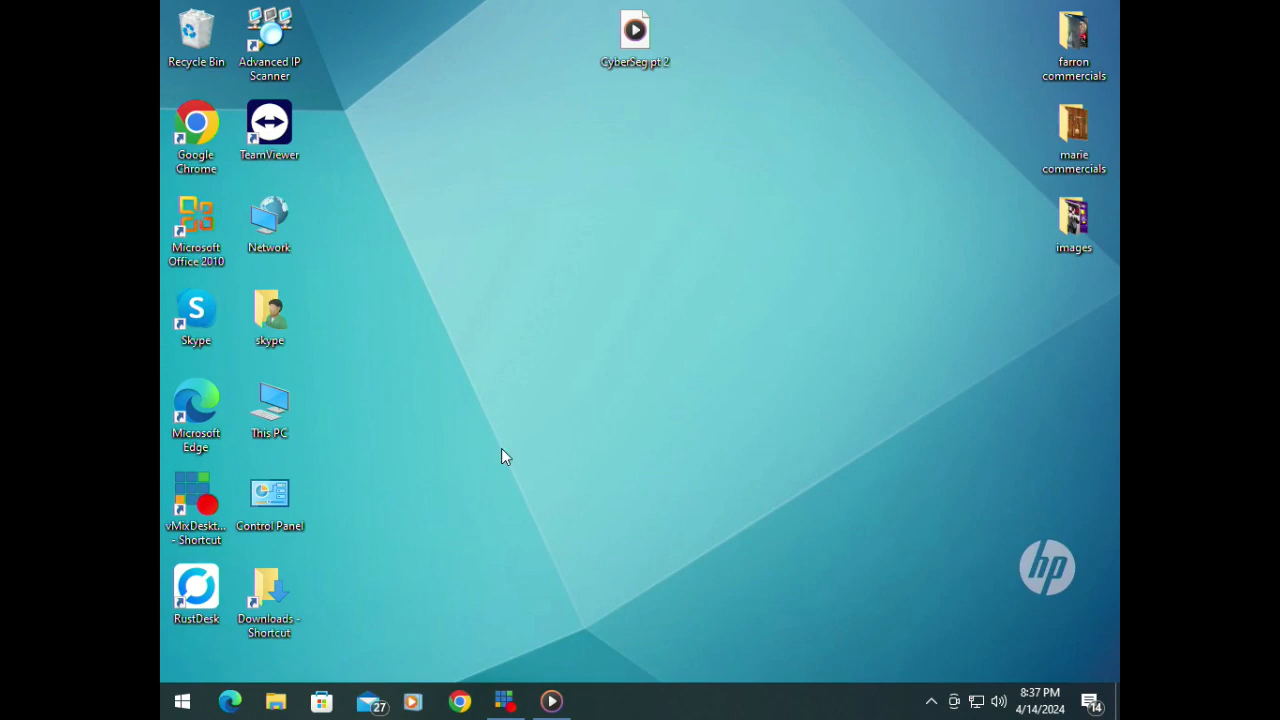 Recycle Bin
Advanced IP
Scanner
CyberSeg pt 2
farron
commercials
Google
Chrome
TeamViewer
marie
commercials
Microsoft
Office 2010
Network
images
S
Skype
skype
Microsoft
Edge
This PC
vMixDeskt...
- Shortcut
Control Panel
hp
RustDesk
Downloads -
Shortcut
27
8:37 PM
4/14/2024
14